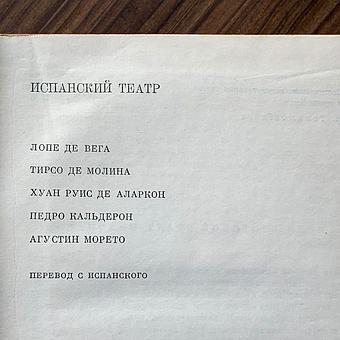 ИСПАНСКИЙ ТЕАТР
ЛОПЕ ДЕ ВЕГА
ТИРСО ДЕ МОЛИНА
ХУАН РУИС ДЕ АЛАРКОН
ПЕДРО КАЛЬДЕРОН
АГУСТИН МОРЕТО
ПЕРЕВОД С ИСПАНСКОГО